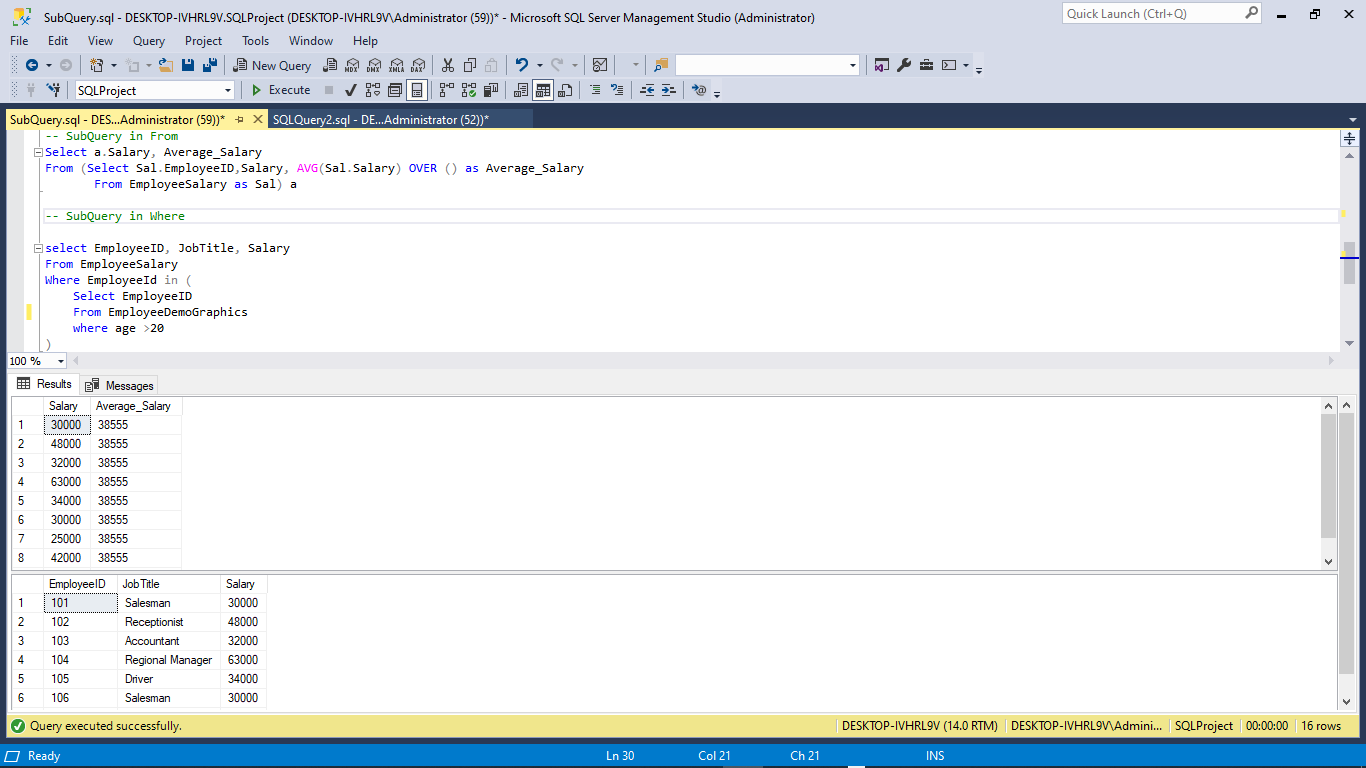 SubQuery.sql - DESKTOP-IVHRL9V.SQLProject (DESKTOP-IVHRL9V\Administrator (59))* - Microsoft SQL Server Management Studio (Administrator)
Quick Launch (Ctrl+Q)
File Edit View Query Project Tools Window Help
New Query MDX DMX XMLA DAX
SQLProject Execute
SubQuery.sql - DES...Administrator (59))* SQLQuery2.sql - DE...Administrator (52))*
-- SubQuery in From
Select a.Salary, Average_Salary
From (Select Sal.EmployeeID,Salary, AVG(Sal.Salary) OVER () as Average_Salary
From EmployeeSalary as Sal) a
-- SubQuery in Where
select EmployeeID, JobTitle, Salary
From EmployeeSalary
Where EmployeeId in (
Select EmployeeID
From EmployeeDemoGraphics
where age >20
)
100 %
Results Messages
Salary Average_Salary
1 30000 38555
2 48000 38555
3 32000 38555
4 63000 38555
5 34000 38555
6 30000 38555
7 25000 38555
8 42000 38555
EmployeeID JobTitle Salary
1 101 Salesman 30000
2 102 Receptionist 48000
3 103 Accountant 32000
4 104 Regional Manager 63000
5 105 Driver 34000
6 106 Salesman 30000
Query executed successfully. DESKTOP-IVHRL9V (14.0 RTM) DESKTOP-IVHRL9V\Admini... SQLProject 00:00:00 16 rows
Ready Ln 30 Col 21 Ch 21 INS